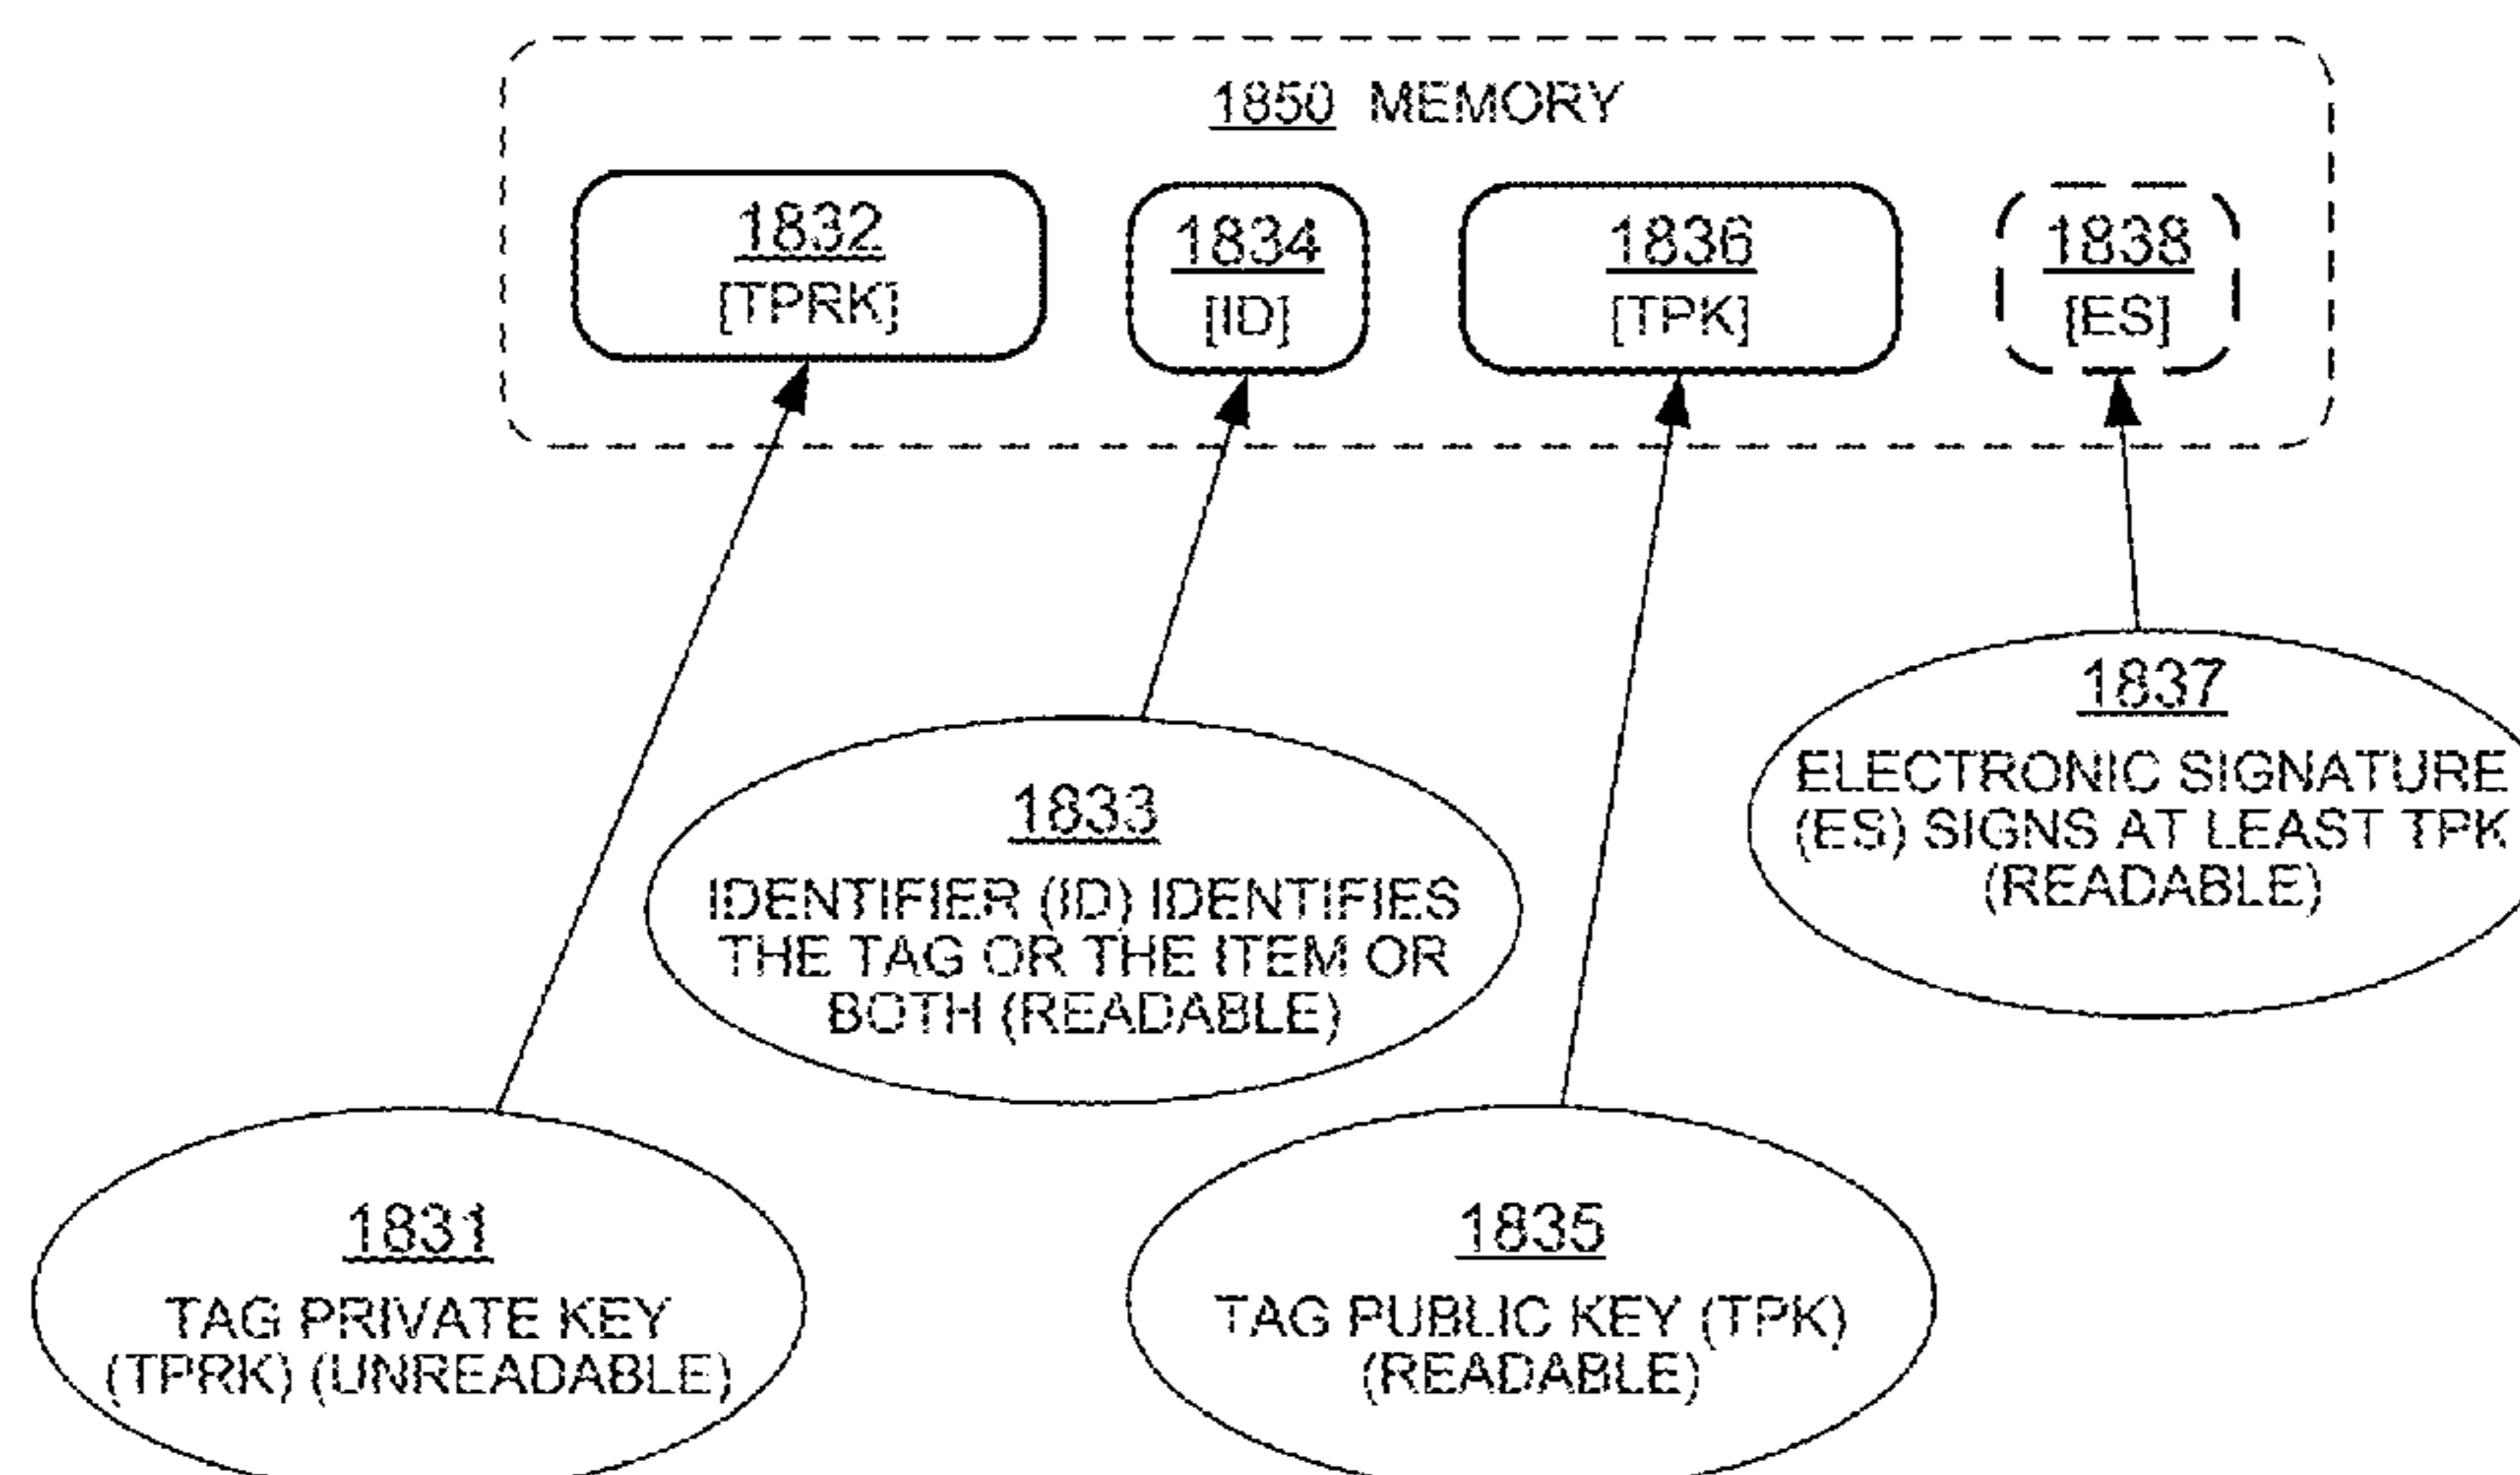 1850 MEMORY
1832
[TPRK]
1834
[ID]
1836
[TPK]
1838
[ES]
1837
ELECTRONIC SIGNATURE
(ES) SIGNS AT LEAST TPK
(READABLE)
1833
IDENTIFIER (ID) IDENTIFIES
THE TAG OR THE ITEM OR
BOTH (READABLE)
1831
TAG PRIVATE KEY
(TPRK) (UNREADABLE)
1835
TAG PUBLIC KEY (TPK)
(READABLE)